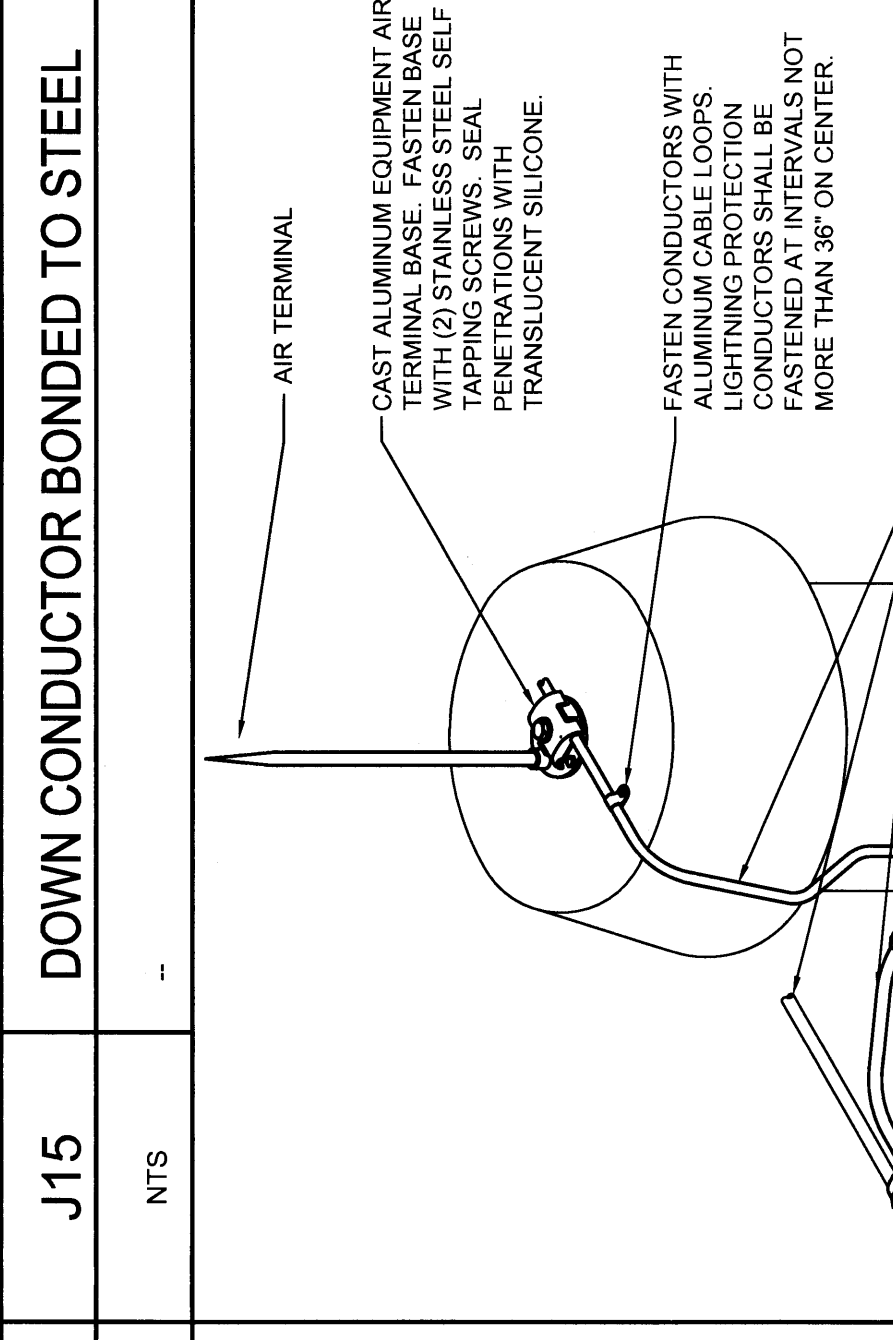 J15
DOWN CONDUCTOR BONDED TO STEEL
NTS
--
AIR TERMINAL
CAST ALUMINUM EQUIPMENT AIR
TERMINAL BASE. FASTEN BASE
WITH (2) STAINLESS STEEL SELF
TAPPING SCREWS. SEAL
PENETRATIONS WITH
TRANSLUCENT SILICONE.
FASTEN CONDUCTORS WITH
ALUMINUM CABLE LOOPS.
LIGHTNING PROTECTION
CONDUCTORS SHALL BE
FASTENED AT INTERVALS NOT
MORE THAN 36" ON CENTER.